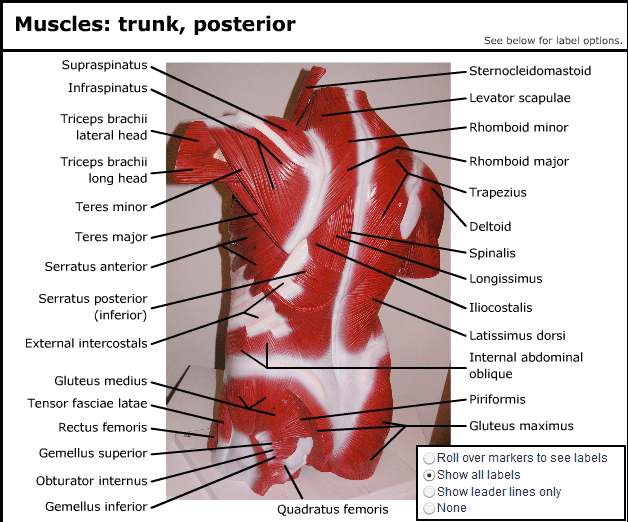 Muscles: trunk, posterior
See below for label options.
Supraspinatus
Infraspinatus
Triceps brachii
lateral head
Triceps brachii
long head
Teres minor
Teres major
Serratus anterior
Serratus posterior
(inferior)
External intercostals
Gluteus medius
Tensor fasciae latae
Rectus femoris
Gemellus superior
Obturator internus
Gemellus inferior
Quadratus femoris
Sternocleidomastoid
Levator scapulae
Rhomboid minor
Rhomboid major
Trapezius
Deltoid
Spinalis
Longissimus
Iliocostalis
Latissimus dorsi
Internal abdominal
oblique
Piriformis
Gluteus maximus
Roll over markers to see labels
Show all labels
Show leader lines only
None